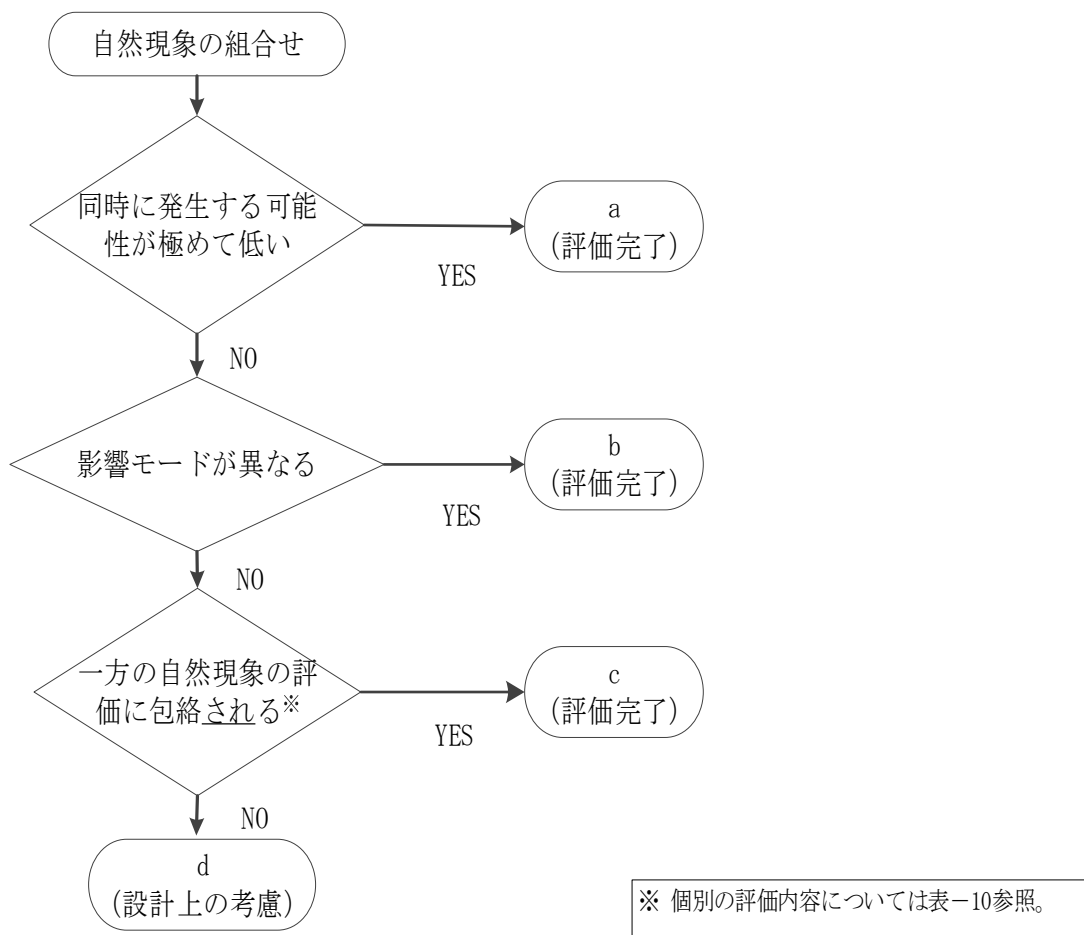 自然現象の組合せ
同時に発生する可能
性が極めて低い
a
(評価完了)
YES
NO
影響モードが異なる
b
(評価完了)
YES
NO
一方の自然現象の評
価に包絡される※
c
(評価完了)
YES
NO
d
(設計上の考慮)
※ 個別の評価内容については表－10参照。